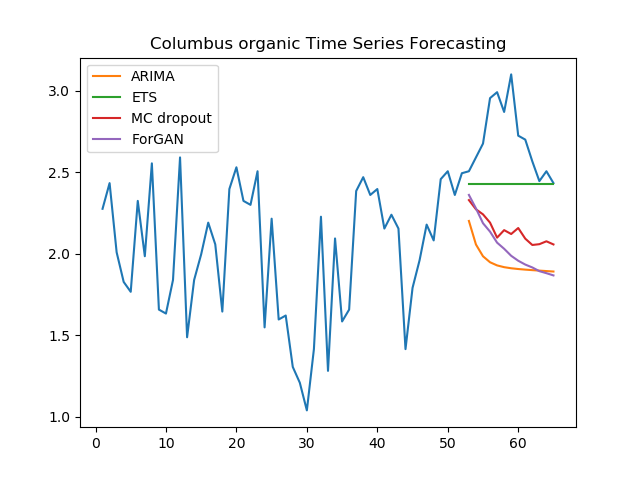 Columbus organic Time Series Forecasting
ARIMA
ETS
MC dropout
ForGAN
3.0
2.5
2.0
1.5
1.0
0 10 20 30 40 50 60